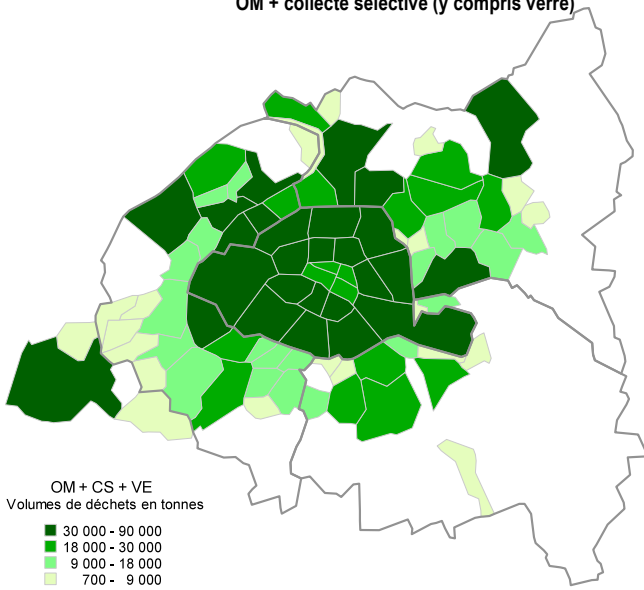 OM + collecte sélective (y compris verre)
OM + CS + VE
Volumes de déchets en tonnes
30 000 - 90 000
18 000 - 30 000
9 000 - 18 000
700 - 9 000